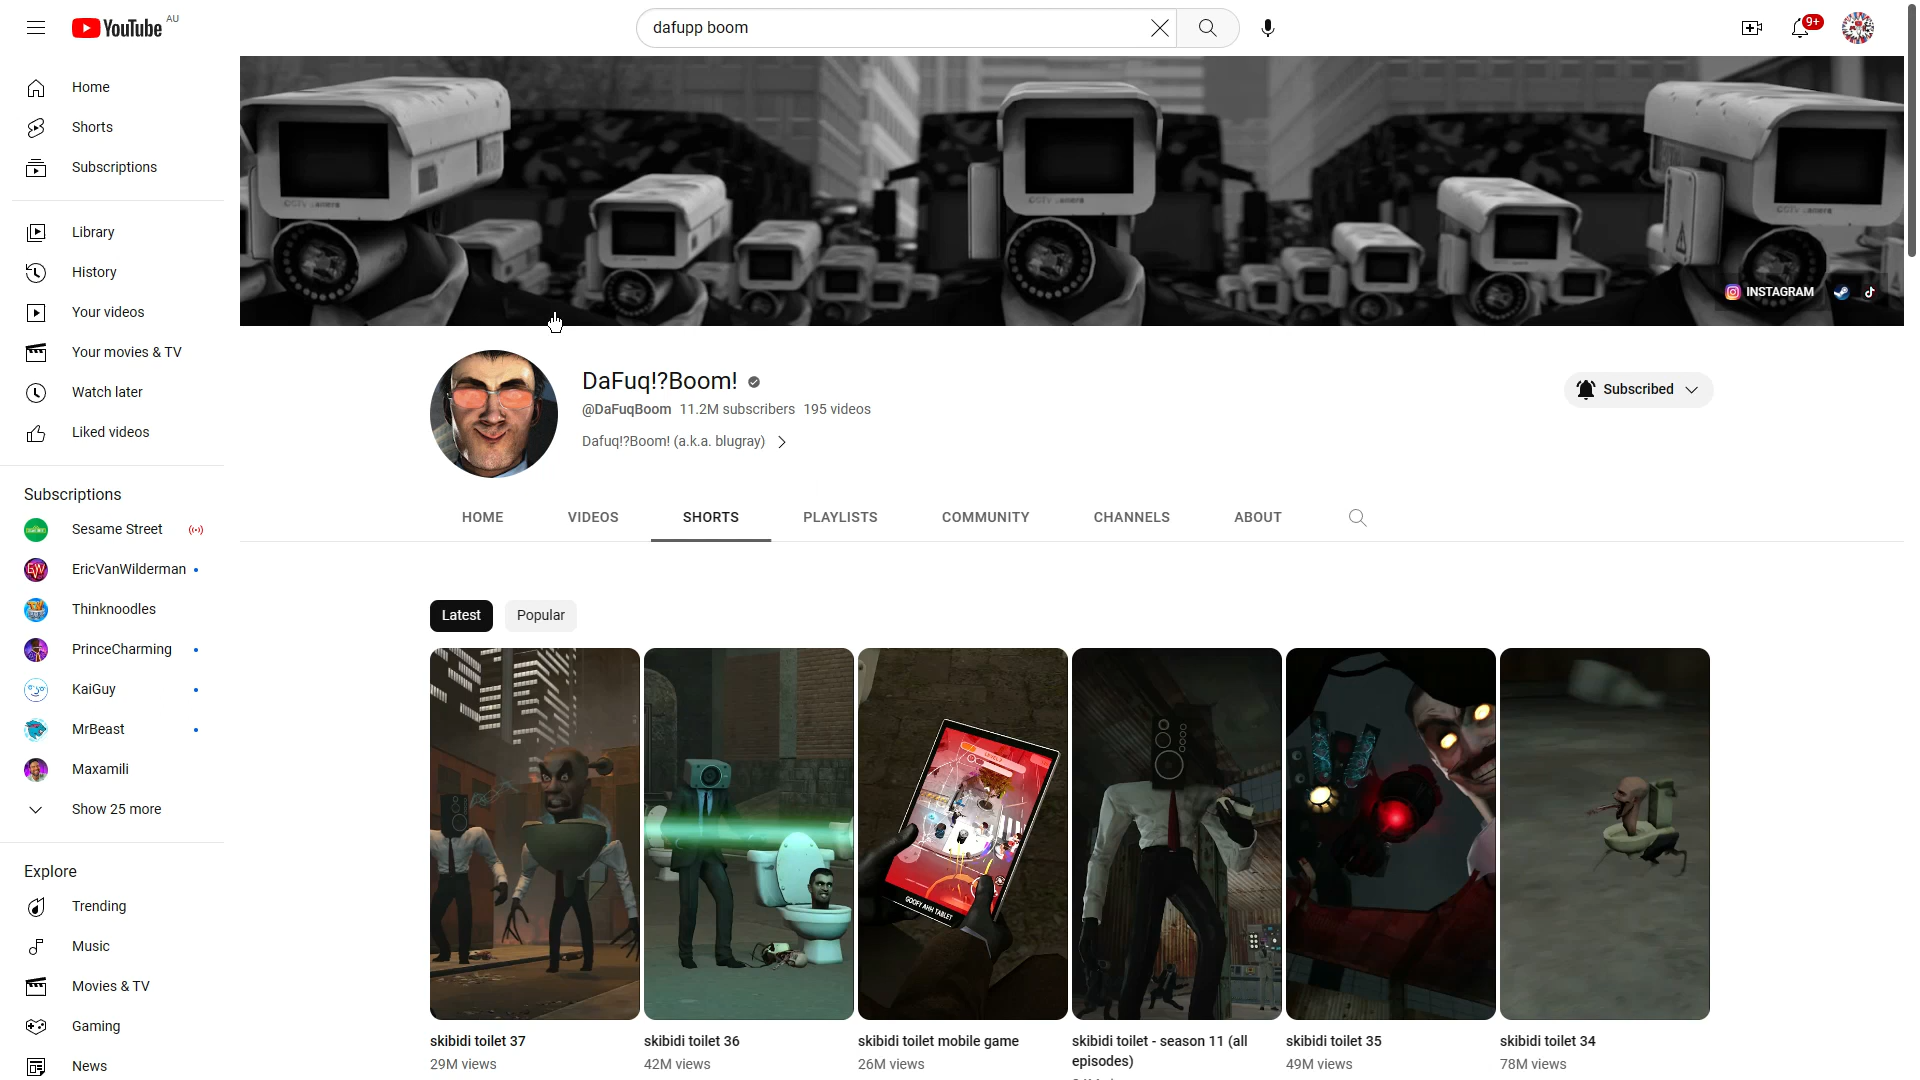 YouTube AU
dafupp boom
9+
Home
Shorts
Subscriptions
Library
History
Your videos
Your movies & TV
Watch later
Liked videos
Subscriptions
Sesame Street
EricVanWilderman
Thinknoodles
PrinceCharming
KaiGuy
MrBeast
Maxamili
Show 25 more
Explore
Trending
Music
Movies & TV
Gaming
News
INSTAGRAM
DaFuq!?Boom!
@DaFuqBoom 11.2M subscribers 195 videos
Dafuq!?Boom! (a.k.a. blugray)
Subscribed
HOME VIDEOS SHORTS PLAYLISTS COMMUNITY CHANNELS ABOUT
Latest Popular
GOOFY AHH TABLET
skibidi toilet 37
29M views
skibidi toilet 36
42M views
skibidi toilet mobile game
26M views
skibidi toilet - season 11 (all
episodes)
skibidi toilet 35
49M views
skibidi toilet 34
78M views